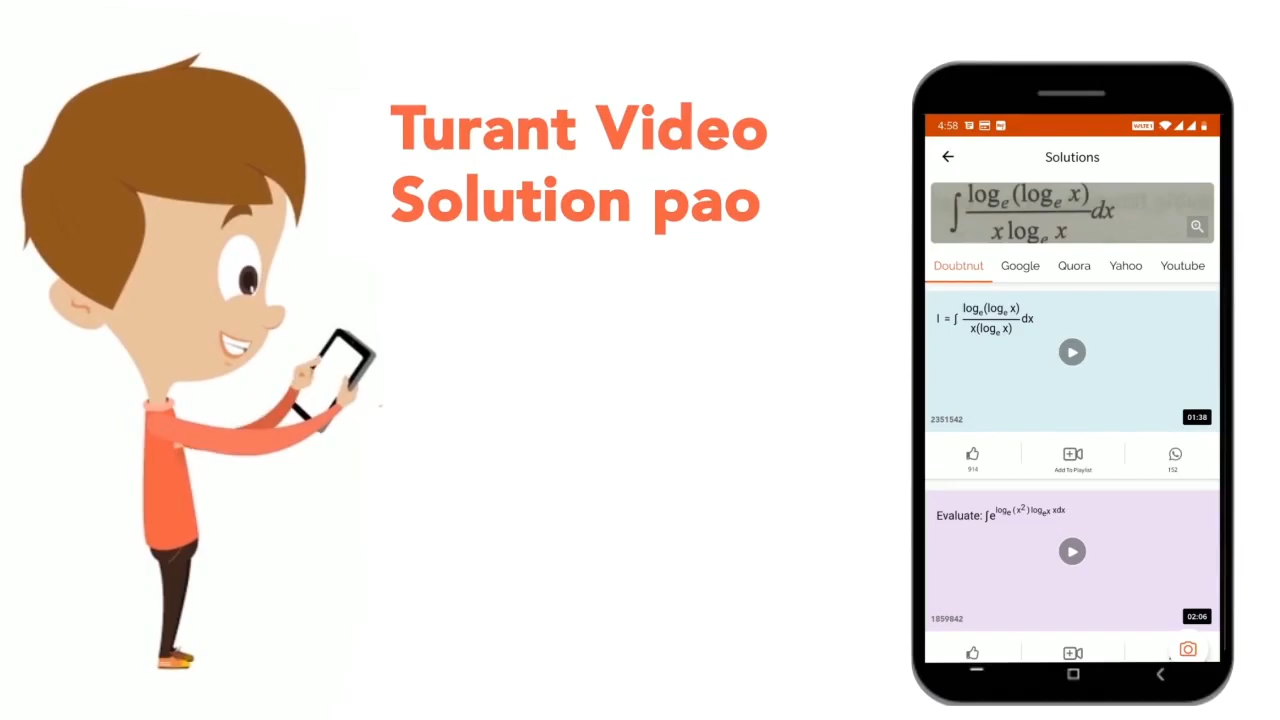 Turant Video
Solution pao
4:58
Solutions
∫ logₑ(logₑ x) / x logₑ x dx
Doubtnut Google Quora Yahoo Youtube
I = ∫ logₑ(logₑ x) / x(logₑ x) dx
2351542 01:38
914 Add To Playlist 152
Evaluate: ∫e^logₑ(x²)logₑx xdx
1859842 02:06